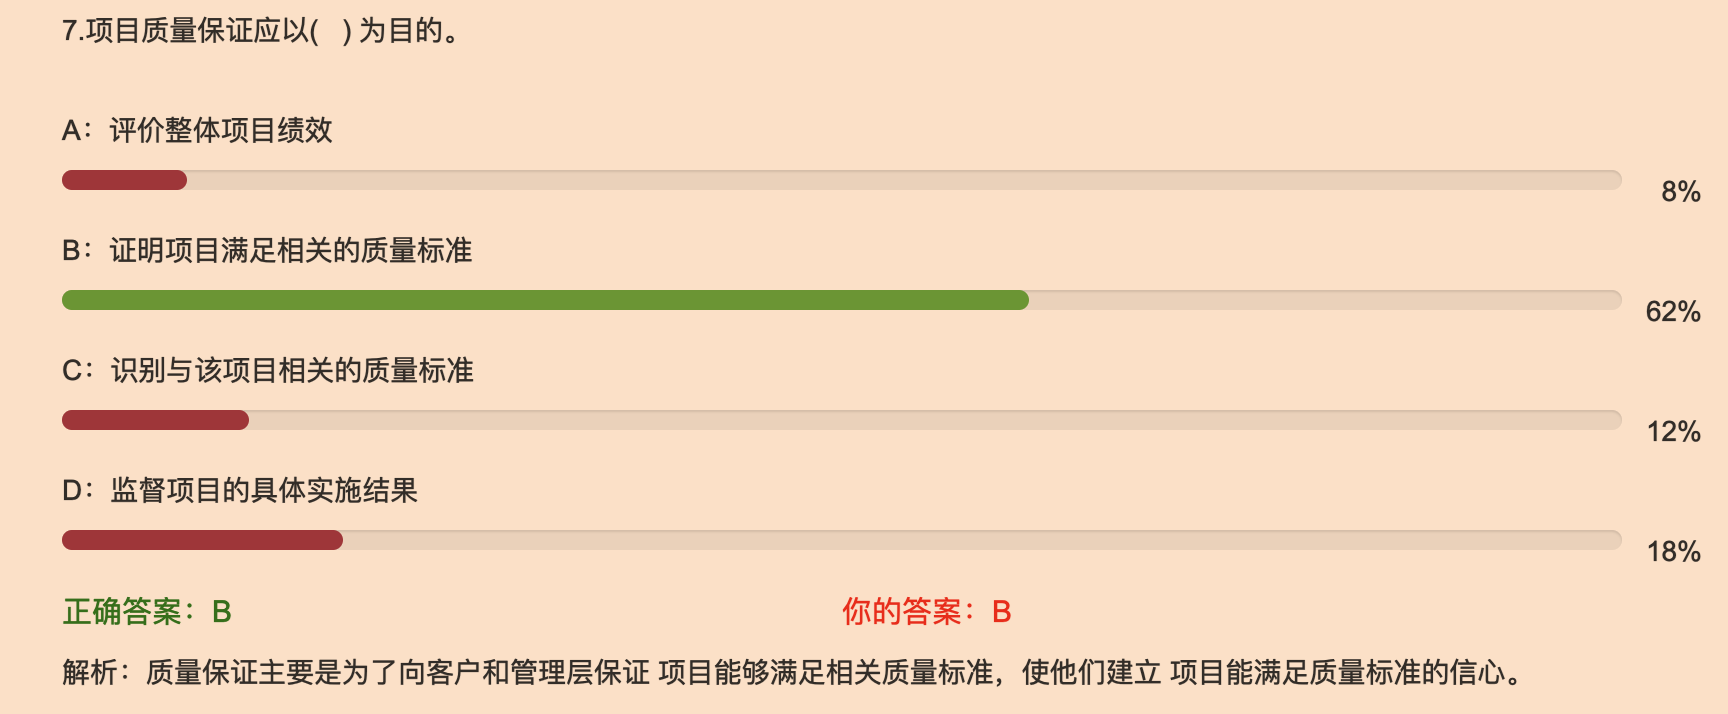 7.项目质量保证应以(   ) 为目的。
A：评价整体项目绩效
8%
B：证明项目满足相关的质量标准
62%
C：识别与该项目相关的质量标准
12%
D：监督项目的具体实施结果
18%
正确答案：B 你的答案：B
解析：质量保证主要是为了向客户和管理层保证 项目能够满足相关质量标准，使他们建立 项目能满足质量标准的信心。